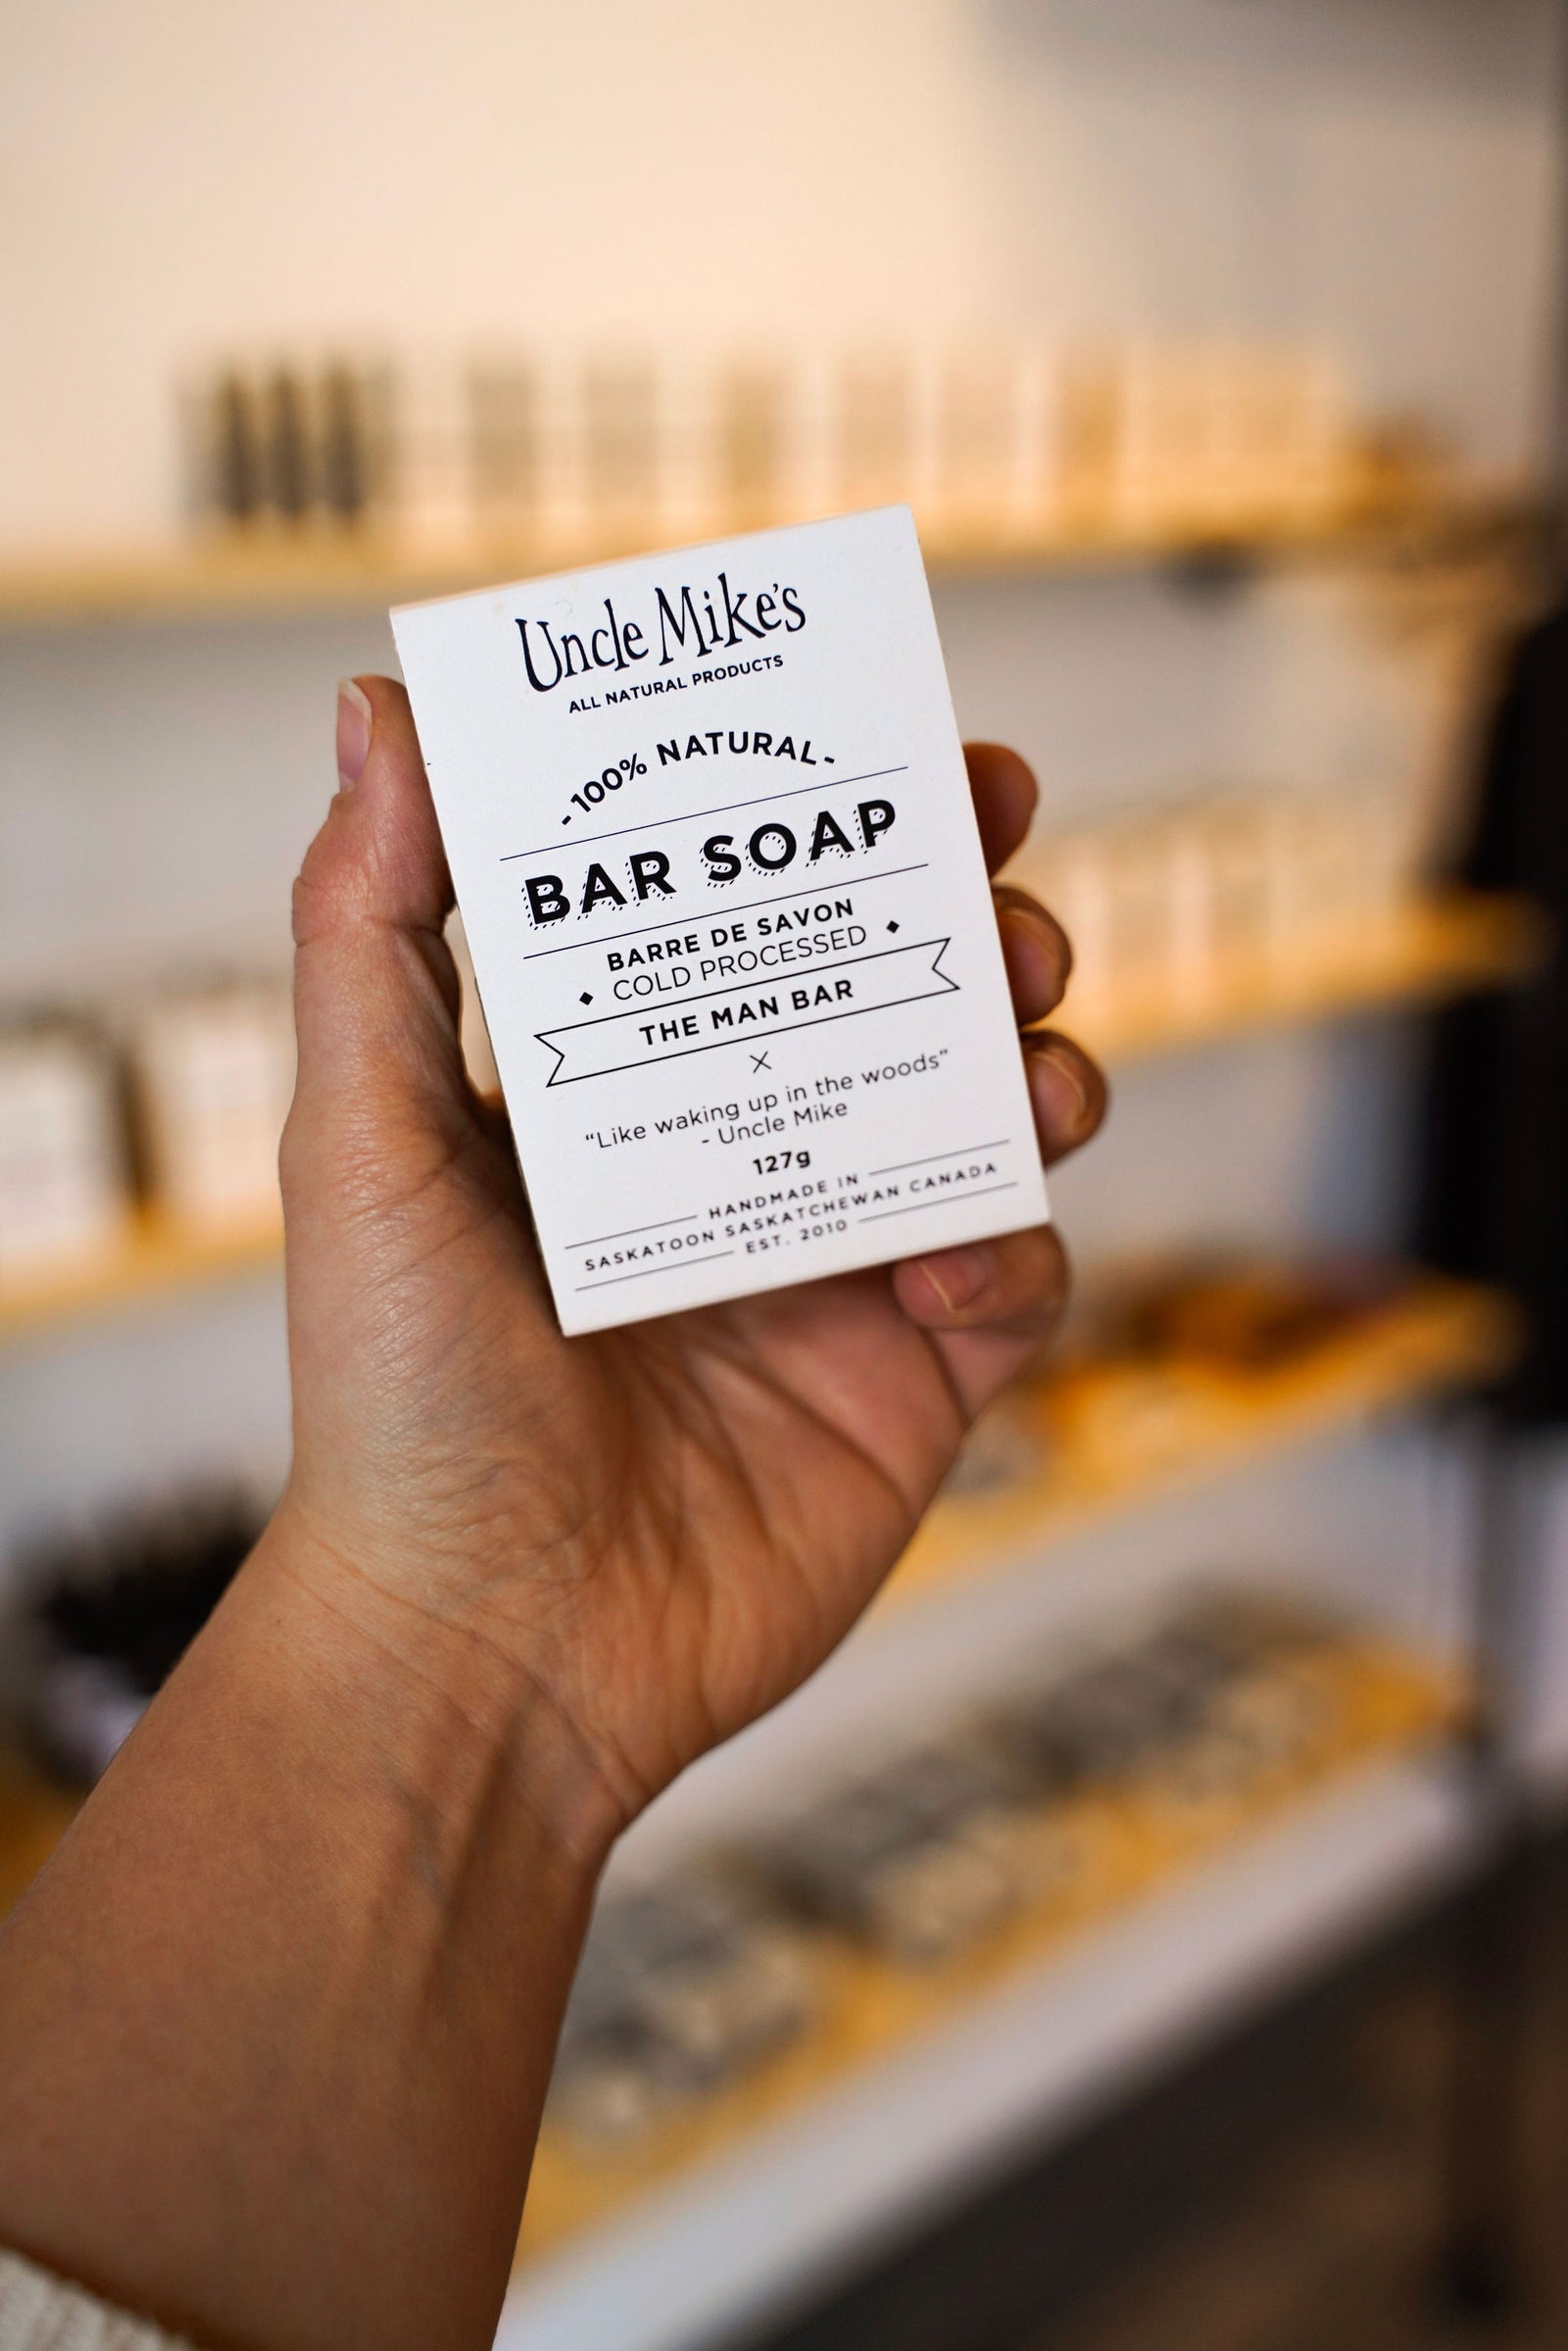 Uncle Mike's
ALL NATURAL PRODUCTS
-100% NATURAL-
BAR SOAP
BARRE DE SAVON
COLD PROCESSED
THE MAN BAR
X
“Like waking up in the woods”
- Uncle Mike
127g
HANDMADE IN
SASKATOON SASKATCHEWAN CANADA
EST. 2010